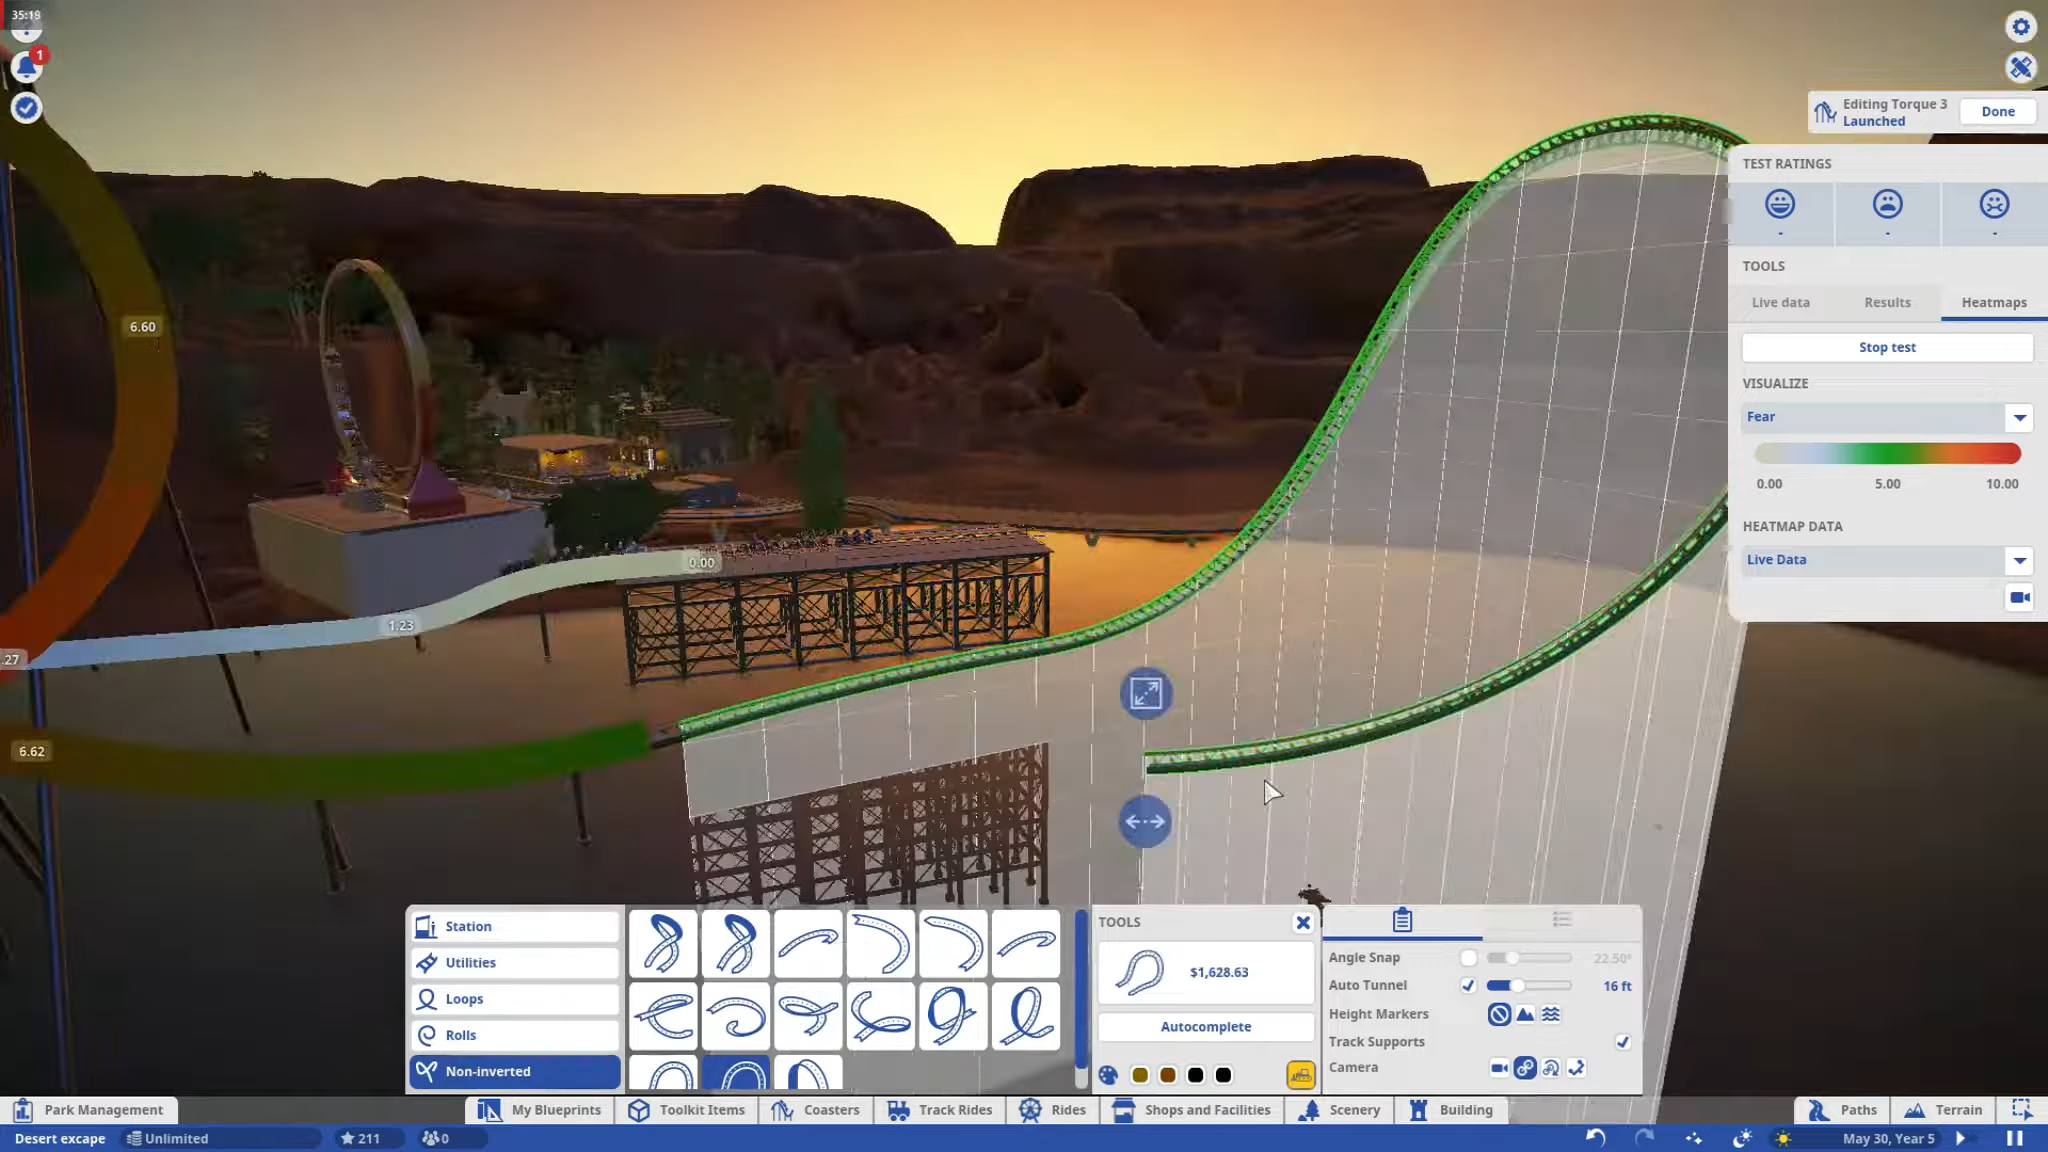 35:19
1
Editing Torque 3
Launched
Done
TEST RATINGS
- - -
TOOLS
Live data Results Heatmaps
Stop test
VISUALIZE
Fear
0.00 5.00 10.00
HEATMAP DATA
Live Data
6.60
0.00
1.23
.27
6.62
Station
Utilities
Loops
Rolls
Non-inverted
TOOLS
$1,628.63
Autocomplete
Angle Snap 22.50°
Auto Tunnel 16 ft
Height Markers
Track Supports
Camera
Park Management My Blueprints Toolkit Items Coasters Track Rides Rides Shops and Facilities Scenery Building Paths Terrain
Desert escape Unlimited 211 0 May 30, Year 5